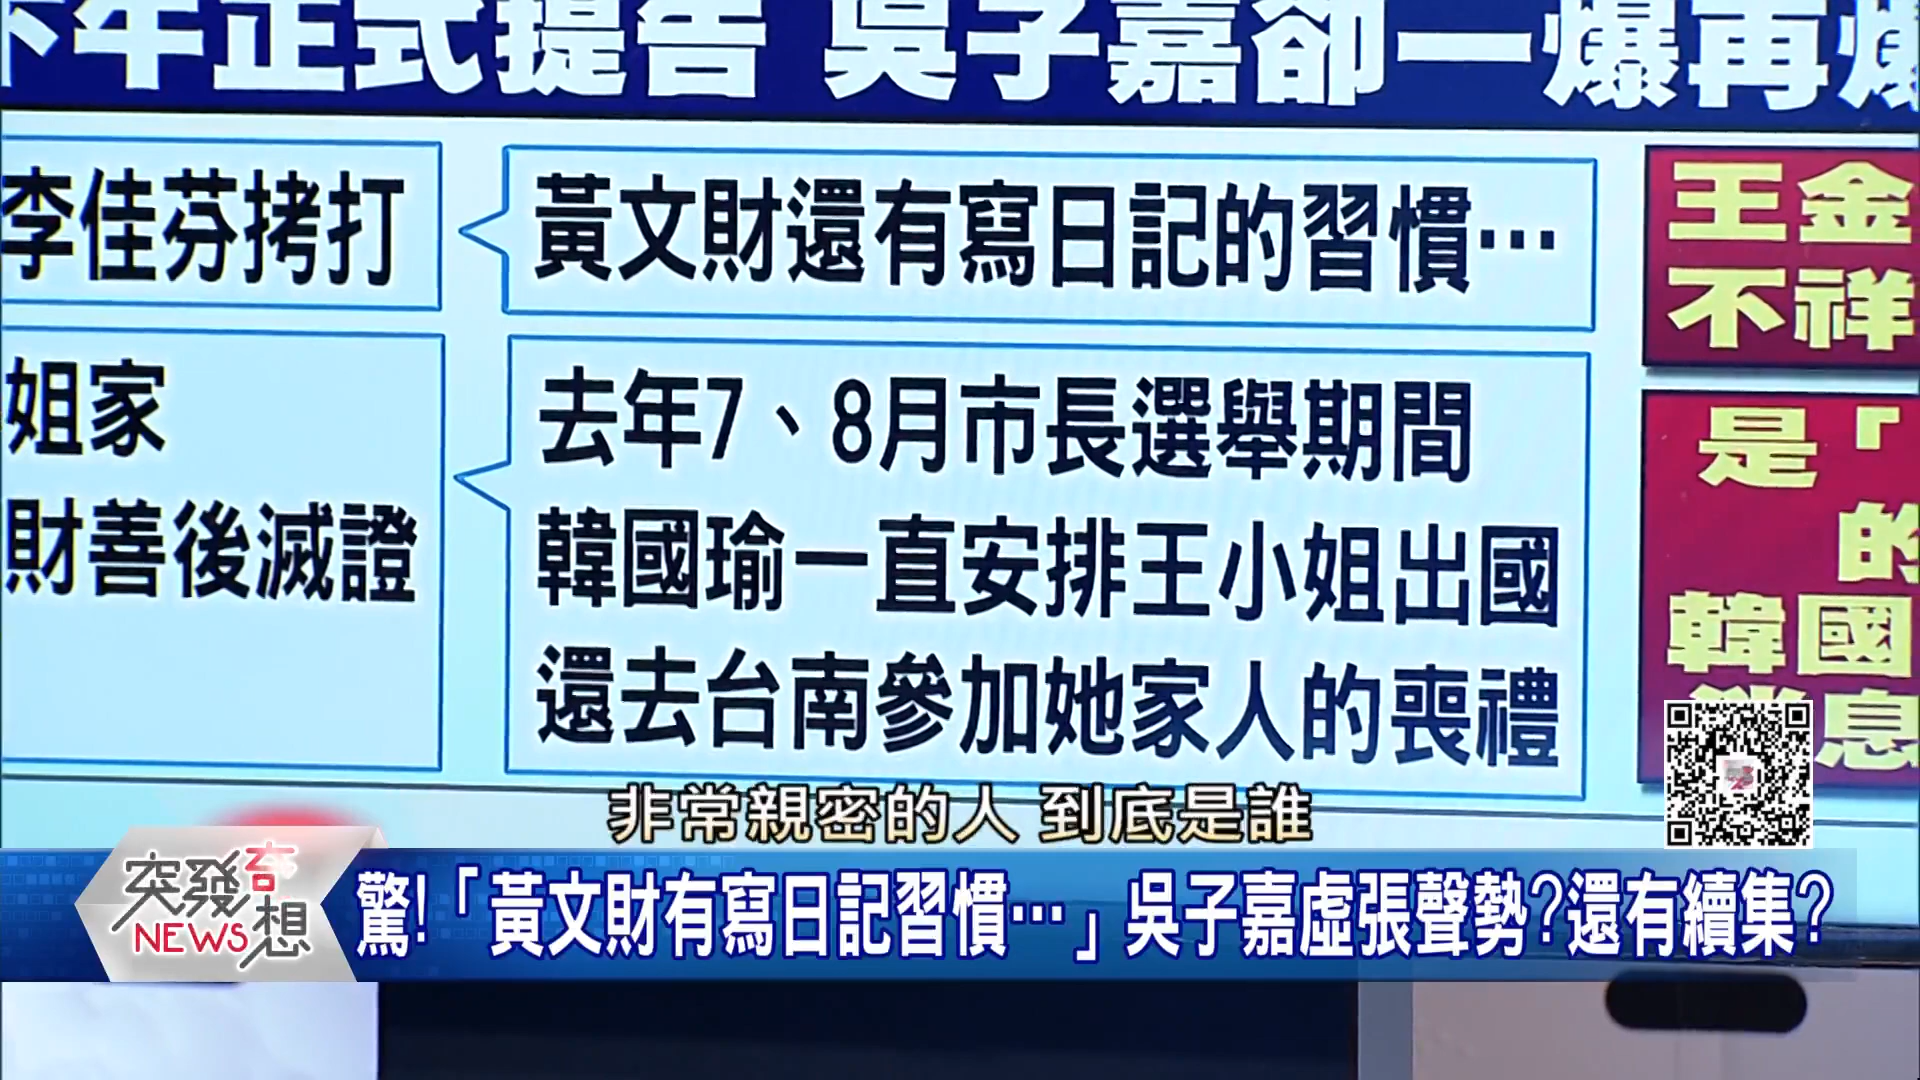 下午正式提告 吳子嘉卻一爆再爆
李佳芬拷打
黃文財還有寫日記的習慣…
王金
不祥
姐家
財善後滅證
去年7、8月市長選舉期間
韓國瑜一直安排王小姐出國
還去台南參加她家人的喪禮
是「
的
韓國
消息
非常親密的人 到底是誰
突發奇想
NEWS
驚!「黃文財有寫日記習慣…」吳子嘉虛張聲勢?還有續集?